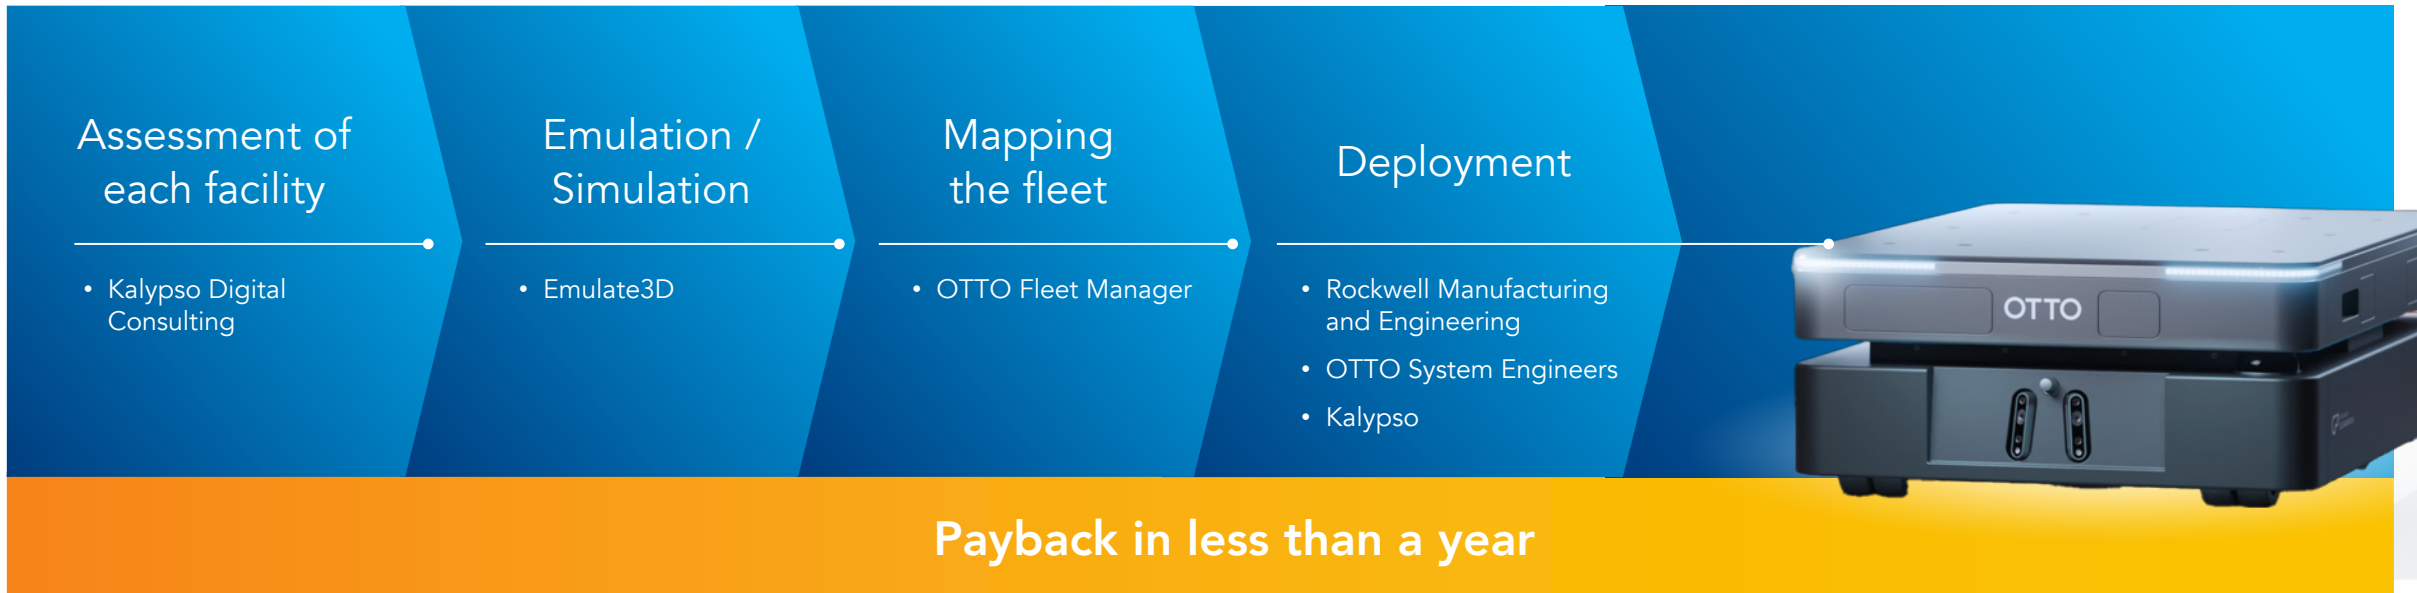 Assessment of
each facility
• Kalypso Digital
Consulting
Emulation /
Simulation
• Emulate3D
Mapping
the fleet
• OTTO Fleet Manager
Deployment
• Rockwell Manufacturing
and Engineering
• OTTO System Engineers
• Kalypso
OTTO
Payback in less than a year